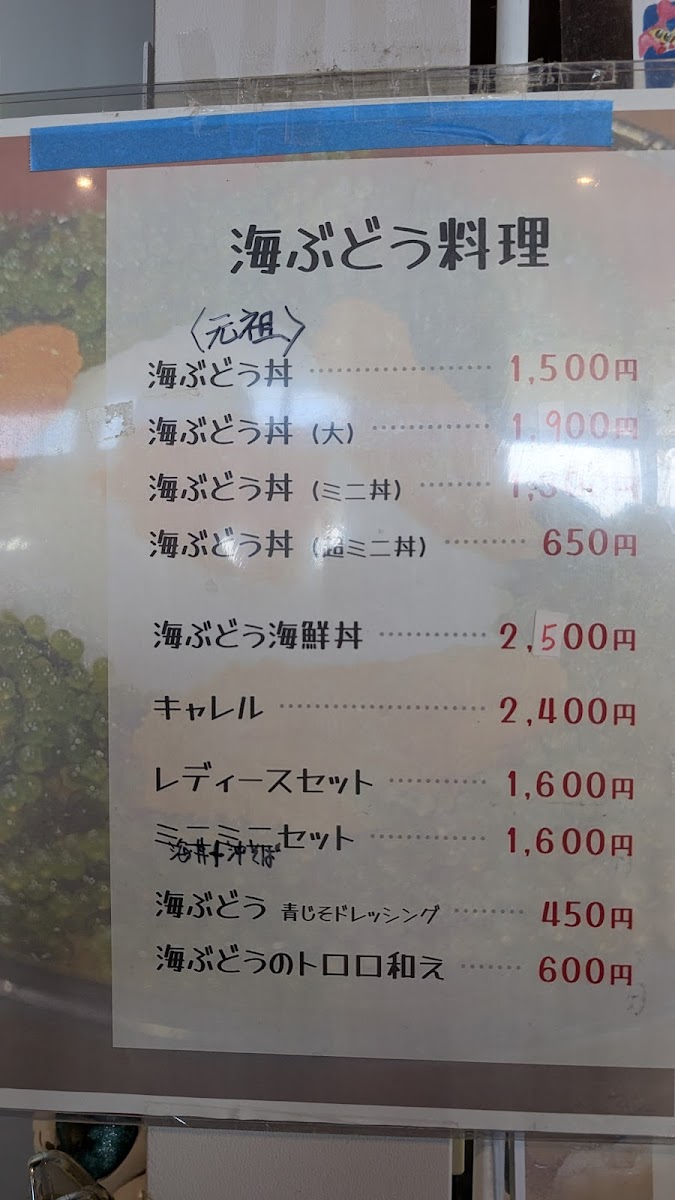 海ぶどう料理
〈元祖〉
海ぶどう丼 ………………… 1,500円
海ぶどう丼 (大) ………… 1,900円
海ぶどう丼 (ミニ丼) ………
海ぶどう丼 (超ミニ丼) ……… 650円
海ぶどう海鮮丼 ………… 2,500円
キャレル ………………… 2,400円
レディースセット ……… 1,600円
ミーミーセット ………… 1,600円
海丼+沖そば
海ぶどう 青じそドレッシング ……… 450円
海ぶどうのトロロ和え ……… 600円